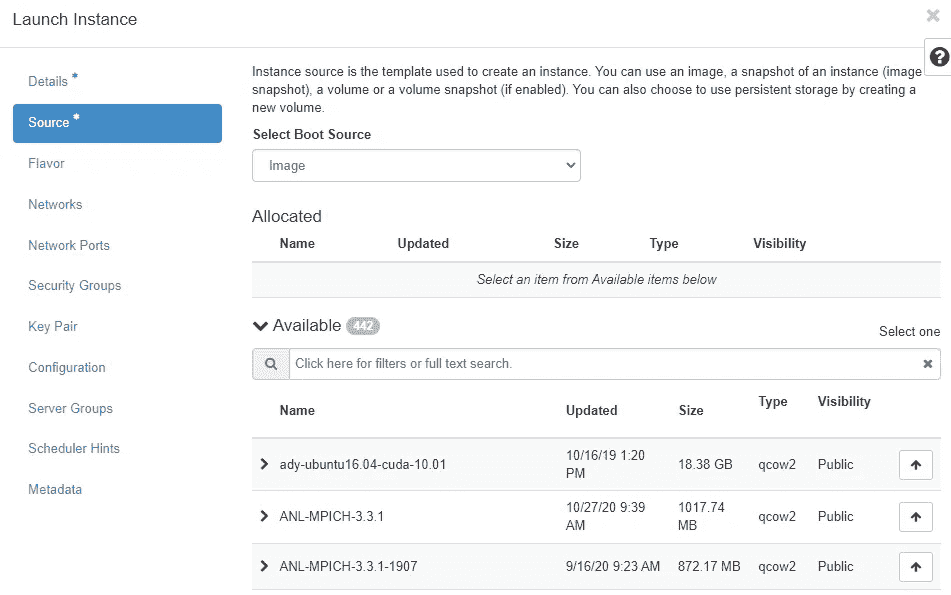 Launch Instance
Details *
Source *
Flavor
Networks
Network Ports
Security Groups
Key Pair
Configuration
Server Groups
Scheduler Hints
Metadata
Instance source is the template used to create an instance. You can use an image, a snapshot of an instance (image
snapshot), a volume or a volume snapshot (if enabled). You can also choose to use persistent storage by creating a
new volume.
Select Boot Source
Image
Allocated
Name Updated Size Type Visibility
Select an item from Available items below
Available 442
Select one
Click here for filters or full text search.
Name Updated Size Type Visibility
ady-ubuntu16.04-cuda-10.01 10/16/19 1:20 PM 18.38 GB qcow2 Public
ANL-MPICH-3.3.1 10/27/20 9:39 AM 1017.74 MB qcow2 Public
ANL-MPICH-3.3.1-1907 9/16/20 9:23 AM 872.17 MB qcow2 Public